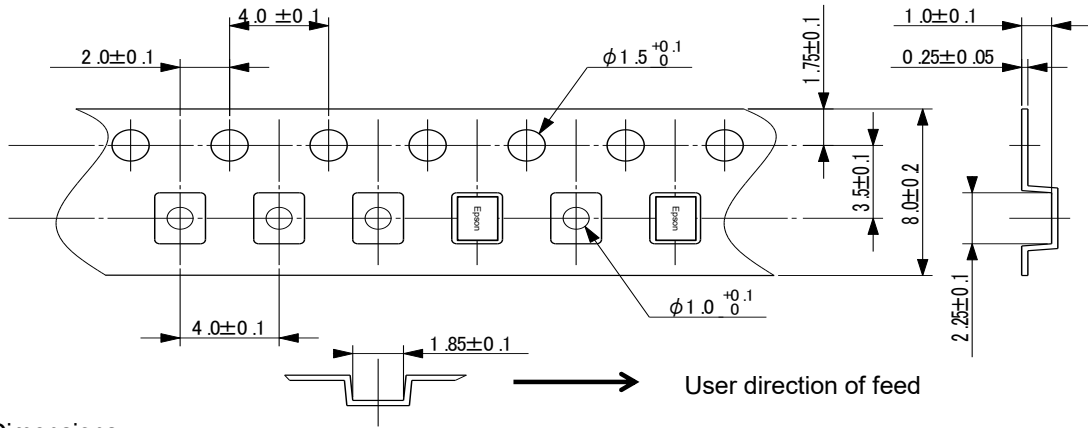 4.0 ±0.1
1.0±0.1
2.0±0.1
φ1.5 +0.1 0
1.75±0.1
0.25±0.05
3.5±0.1
8.0±0.2
Epson
Epson
2.25±0.1
φ1.0 +0.1 0
4.0±0.1
1.85±0.1
User direction of feed